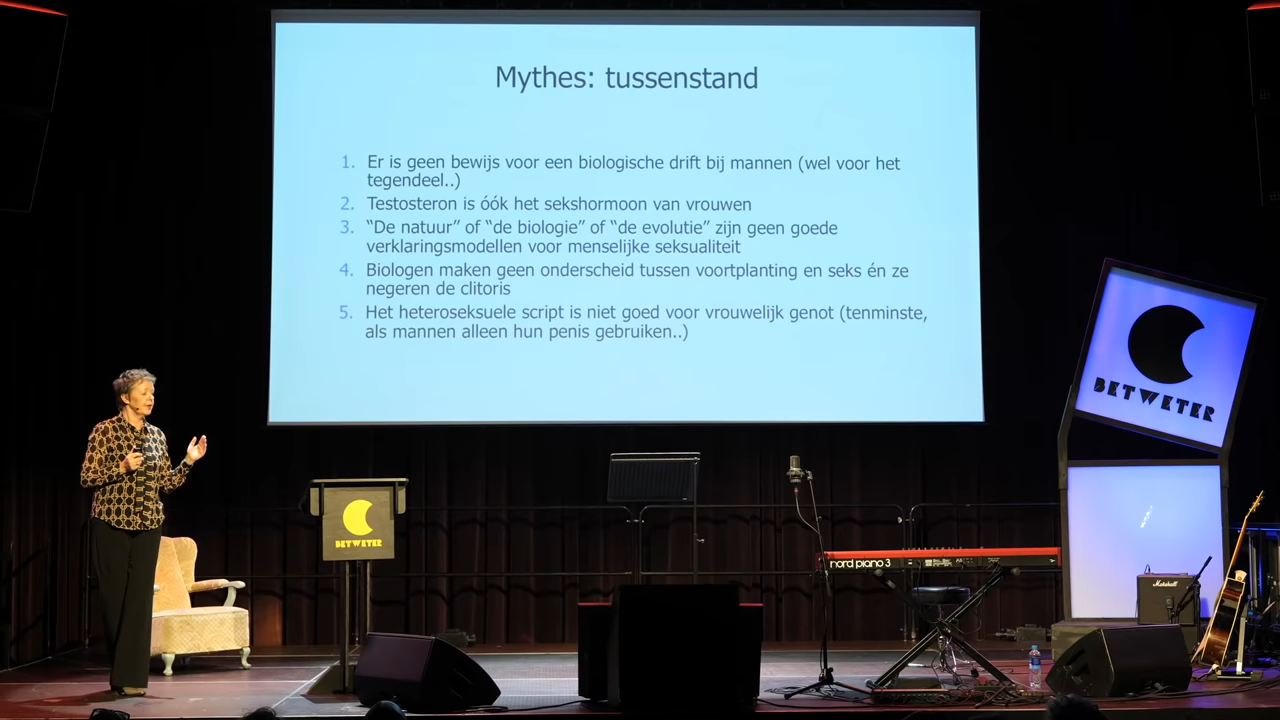 Mythes: tussenstand
1. Er is geen bewijs voor een biologische drift bij mannen (wel voor het
tegendeel..)
2. Testosteron is óók het sekshormoon van vrouwen
3. “De natuur” of “de biologie” of “de evolutie” zijn geen goede
verklaringsmodellen voor menselijke seksualiteit
4. Biologen maken geen onderscheid tussen voortplanting en seks én ze
negeren de clitoris
5. Het heteroseksuele script is niet goed voor vrouwelijk genot (tenminste,
als mannen alleen hun penis gebruiken..)
BETWETER
BETWETER
nord piano 3
Marshall